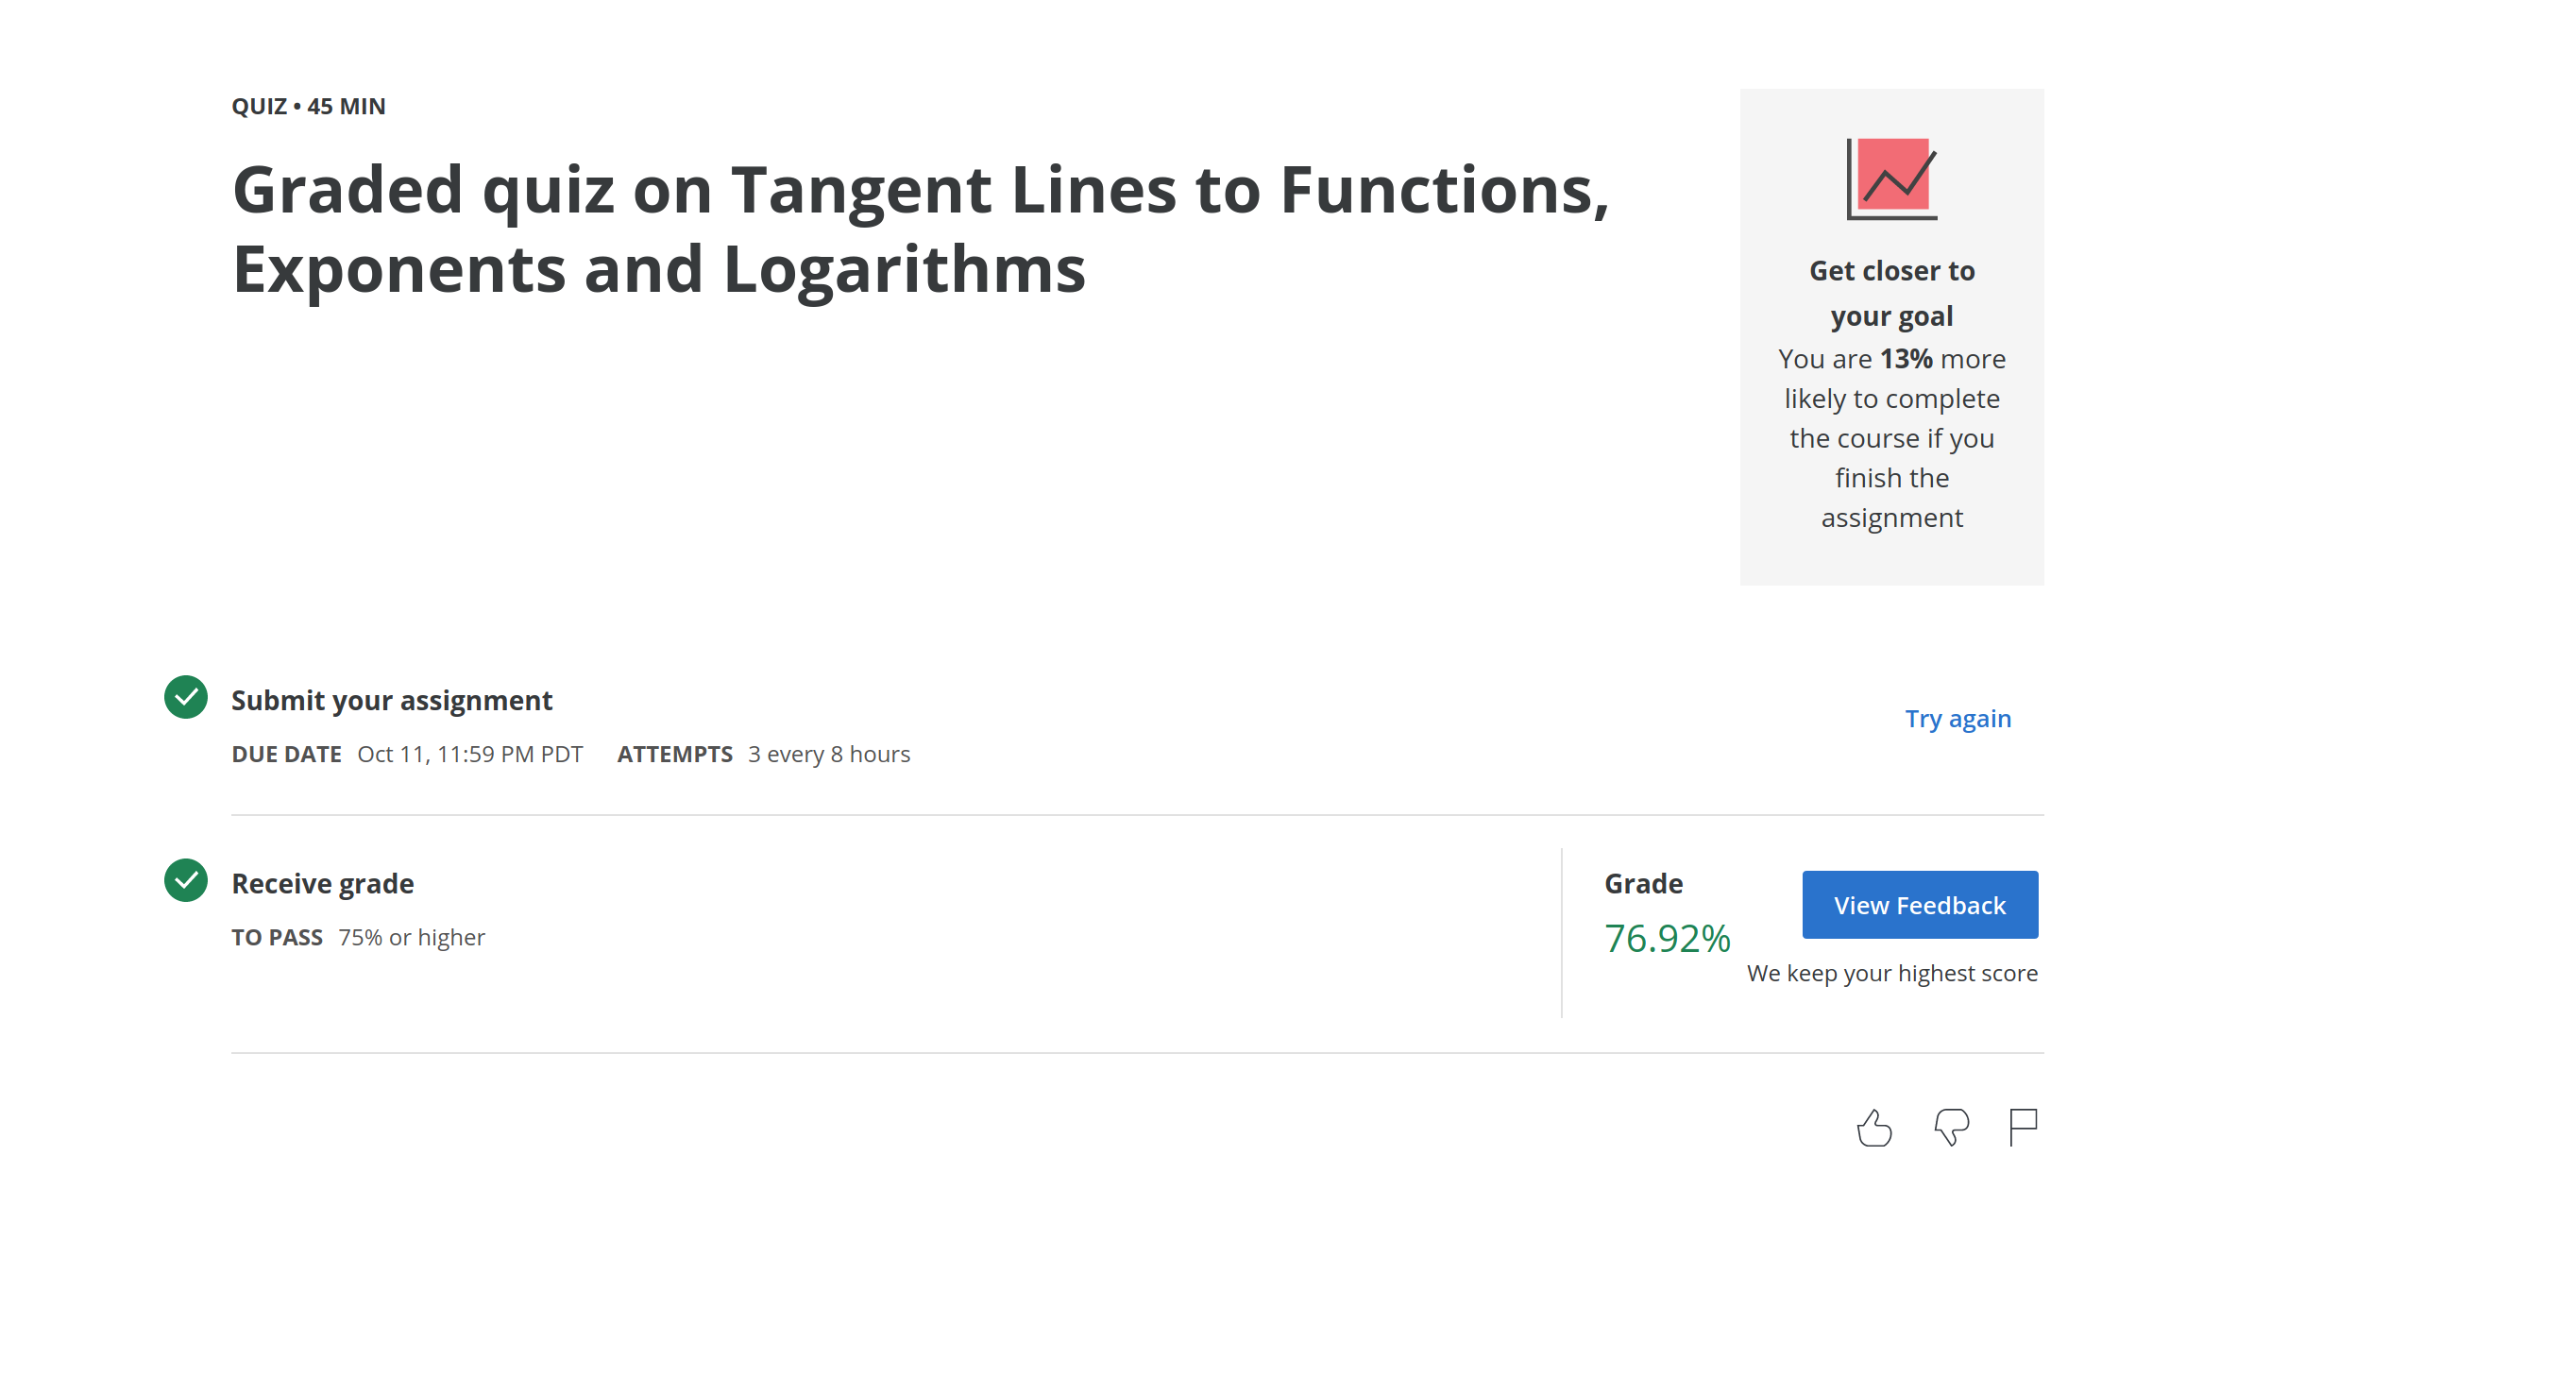 QUIZ • 45 MIN
Graded quiz on Tangent Lines to Functions,
Exponents and Logarithms
Get closer to
your goal
You are 13% more
likely to complete
the course if you
finish the
assignment
Submit your assignment
DUE DATE Oct 11, 11:59 PM PDT ATTEMPTS 3 every 8 hours
Try again
Receive grade
TO PASS 75% or higher
Grade
76.92%
View Feedback
We keep your highest score